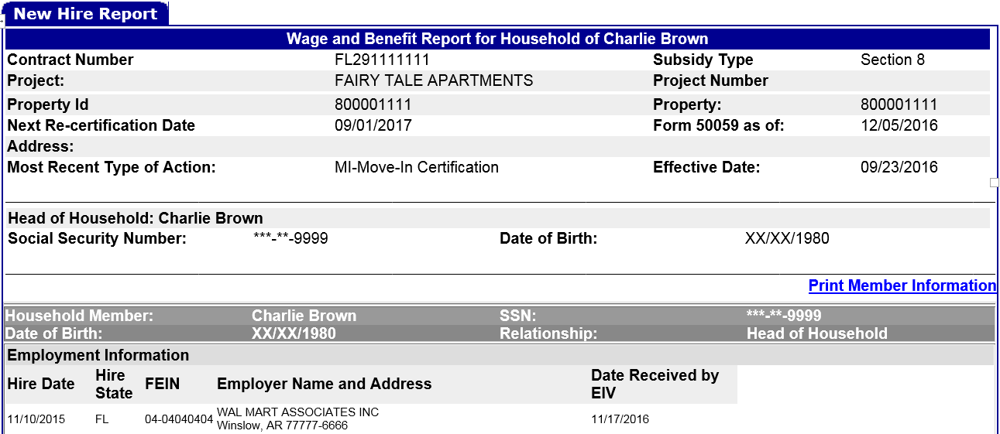 New Hire Report
Wage and Benefit Report for Household of Charlie Brown
Contract Number FL291111111 Subsidy Type Section 8
Project: FAIRY TALE APARTMENTS Project Number
Property Id 800001111 Property: 800001111
Next Re-certification Date 09/01/2017 Form 50059 as of: 12/05/2016
Address:
Most Recent Type of Action: MI-Move-In Certification Effective Date: 09/23/2016
Head of Household: Charlie Brown
Social Security Number: ***-**-9999 Date of Birth: XX/XX/1980
Print Member Information
Household Member: Charlie Brown SSN: ***-**-9999
Date of Birth: XX/XX/1980 Relationship: Head of Household
Employment Information
Hire Date Hire State FEIN Employer Name and Address Date Received by EIV
11/10/2015 FL 04-04040404 WAL MART ASSOCIATES INC 11/17/2016
Winslow, AR 77777-6666